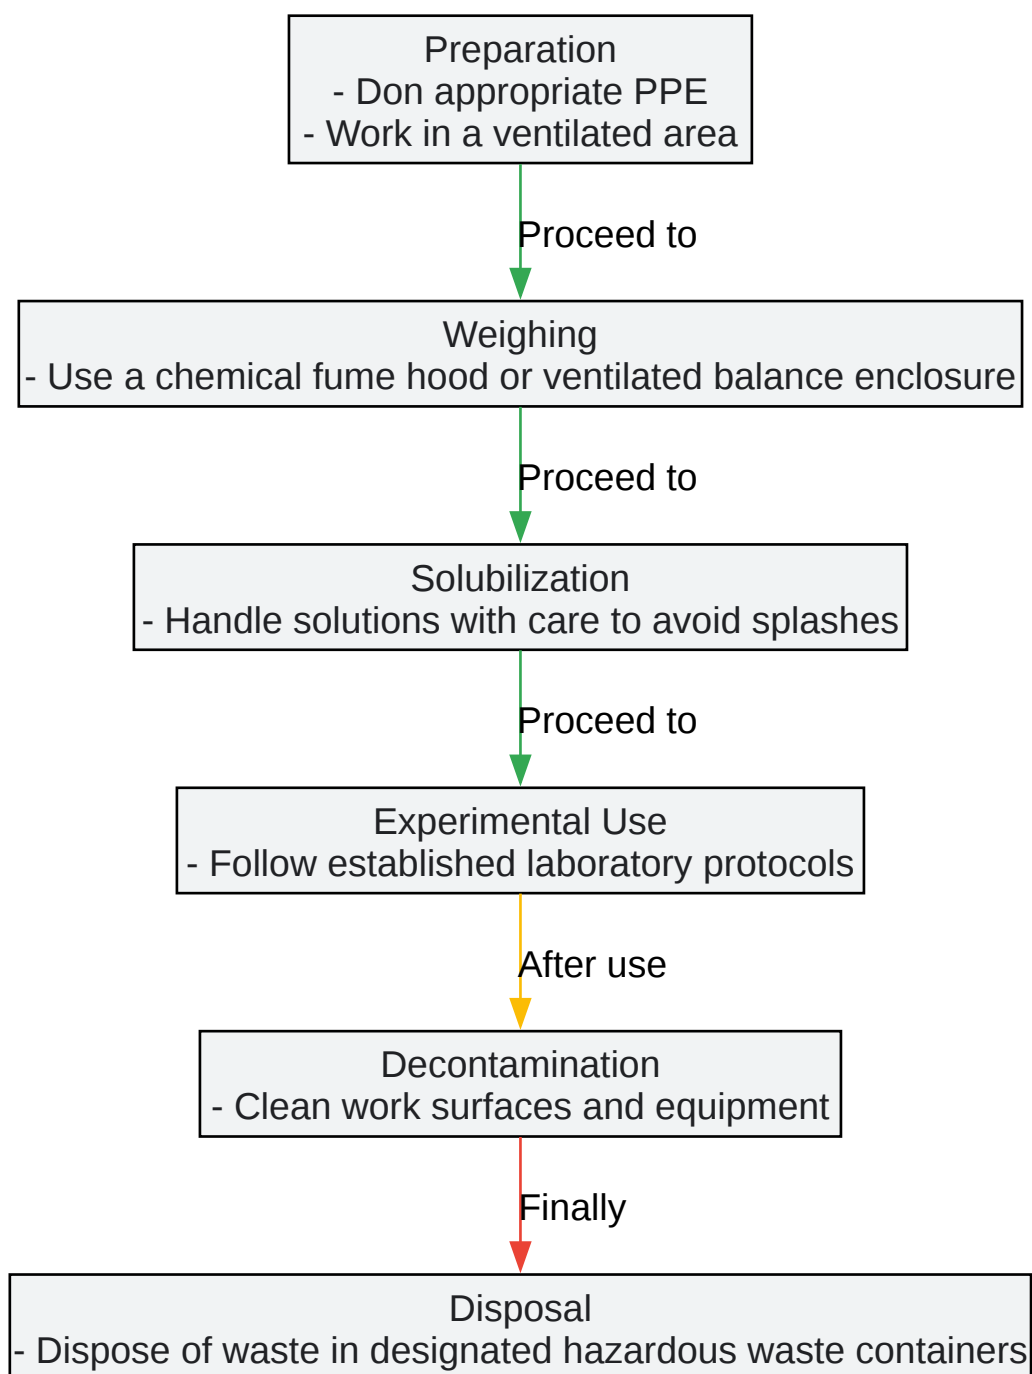 Preparation
- Don appropriate PPE
- Work in a ventilated area
Proceed to
Weighing
- Use a chemical fume hood or ventilated balance enclosure
Proceed to
Solubilization
- Handle solutions with care to avoid splashes
Proceed to
Experimental Use
- Follow established laboratory protocols
After use
Decontamination
- Clean work surfaces and equipment
Finally
Disposal
- Dispose of waste in designated hazardous waste containers